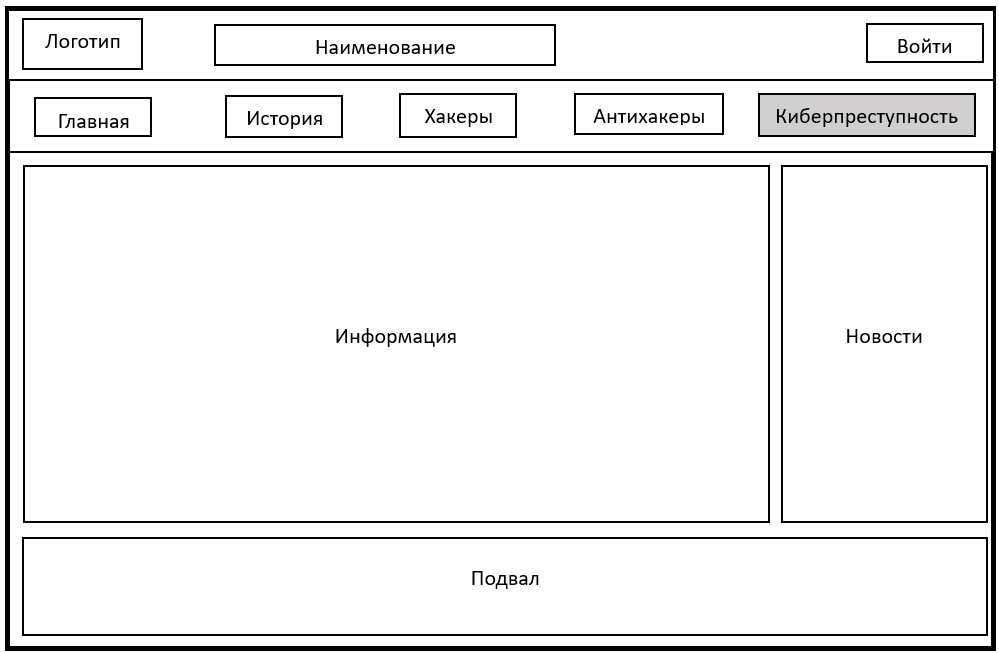 Логотип
Наименование
Войти
Главная
История
Хакеры
Антихакеры
Киберпреступность
Информация
Новости
Подвал